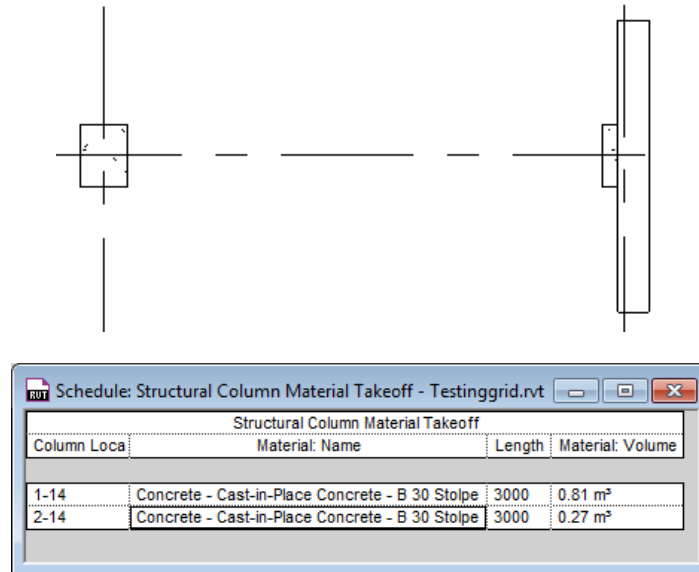 Schedule: Structural Column Material Takeoff - Testinggrid.rvt
Structural Column Material Takeoff
Column Loca Material: Name Length Material: Volume
1-14 Concrete - Cast-in-Place Concrete - B 30 Stolpe 3000 0.81 m³
2-14 Concrete - Cast-in-Place Concrete - B 30 Stolpe 3000 0.27 m³